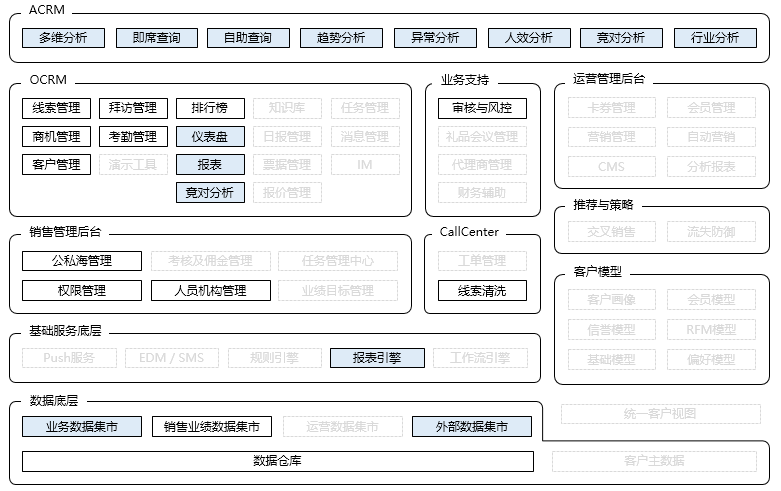 ACRM
多维分析 即席查询 自助查询 趋势分析 异常分析 人效分析 竞对分析 行业分析
OCRM
线索管理 拜访管理 排行榜 知识库 任务管理
商机管理 考勤管理 仪表盘 日报管理 消息管理
客户管理 演示工具 报表 票据管理 IM
竞对分析 报价管理
业务支持
审核与风控
礼品会议管理
代理商管理
财务辅助
运营管理后台
卡券管理 会员管理
营销管理 自动营销
CMS 分析报表
推荐与策略
交叉销售 流失防御
销售管理后台
公私海管理 考核及佣金管理 任务管理中心
权限管理 人员机构管理 业绩目标管理
CallCenter
工单管理
线索清洗
客户模型
客户画像 会员模型
信誉模型 RFM模型
基础模型 偏好模型
基础服务底层
Push服务 EDM / SMS 规则引擎 报表引擎 工作流引擎
数据底层
业务数据集市 销售业绩数据集市 运营数据集市 外部数据集市
统一客户视图
数据仓库 客户主数据